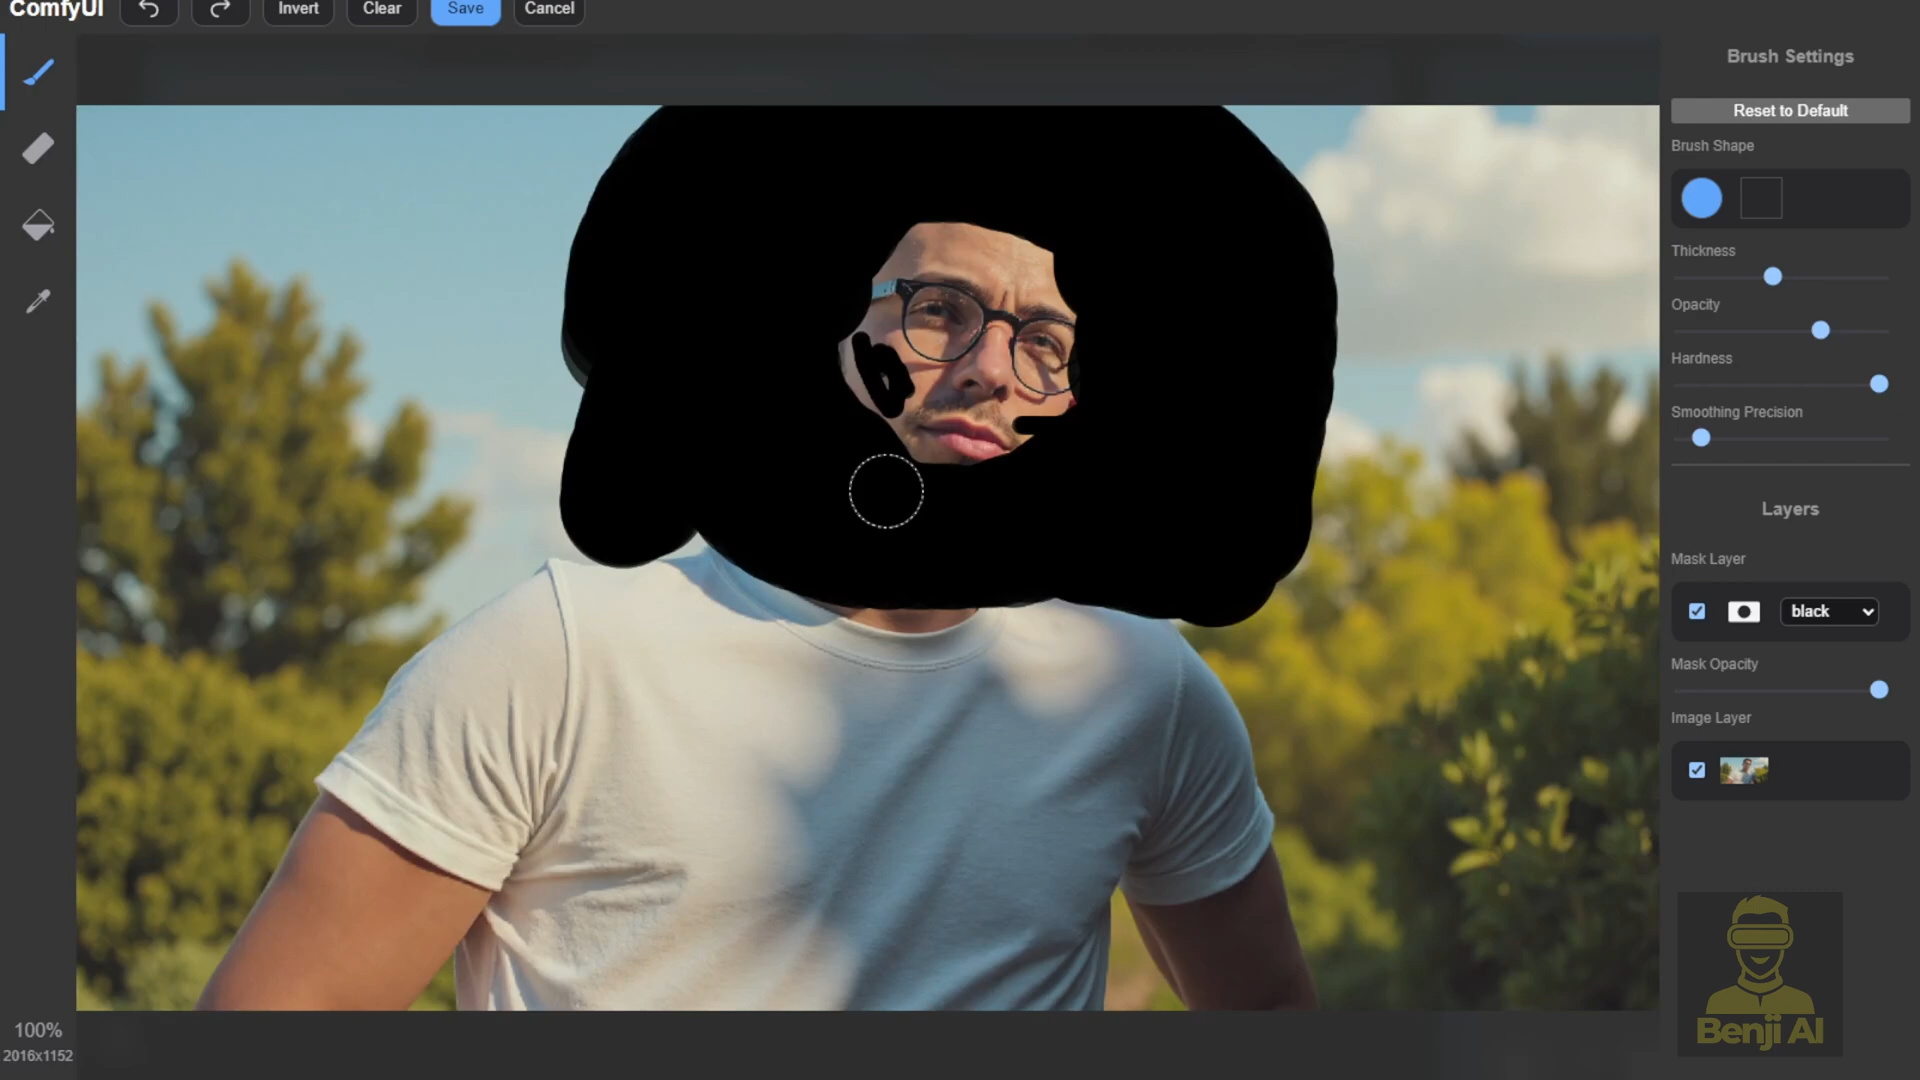 ComfyUI
Invert
Clear
Save
Cancel
Brush Settings
Reset to Default
Brush Shape
Thickness
Opacity
Hardness
Smoothing Precision
Layers
Mask Layer
black
Mask Opacity
Image Layer
Benji AI
100%
2016x1152